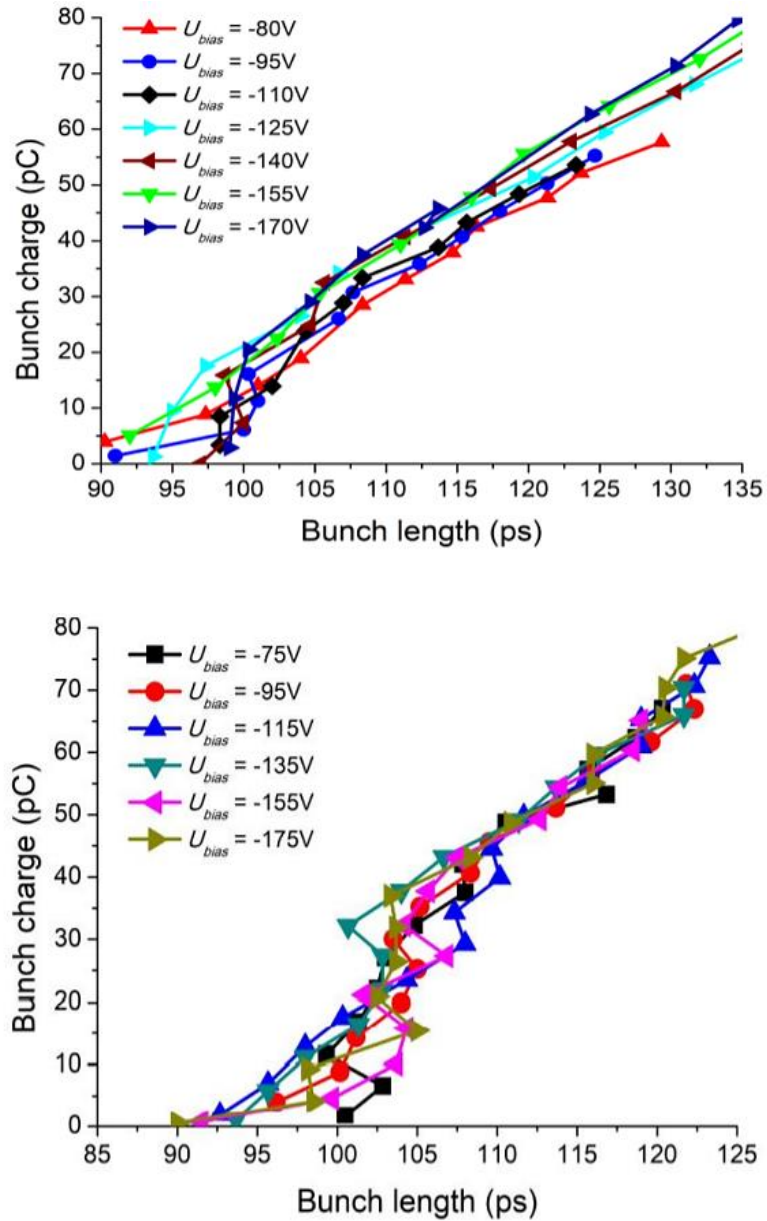 80
70
60
50
40
30
20
10
0
Bunch charge (pC)
U_bias = -80V
U_bias = -95V
U_bias = -110V
U_bias = -125V
U_bias = -140V
U_bias = -155V
U_bias = -170V
90 95 100 105 110 115 120 125 130 135
Bunch length (ps)
80
70
60
50
40
30
20
10
0
Bunch charge (pC)
U_bias = -75V
U_bias = -95V
U_bias = -115V
U_bias = -135V
U_bias = -155V
U_bias = -175V
85 90 95 100 105 110 115 120 125
Bunch length (ps)